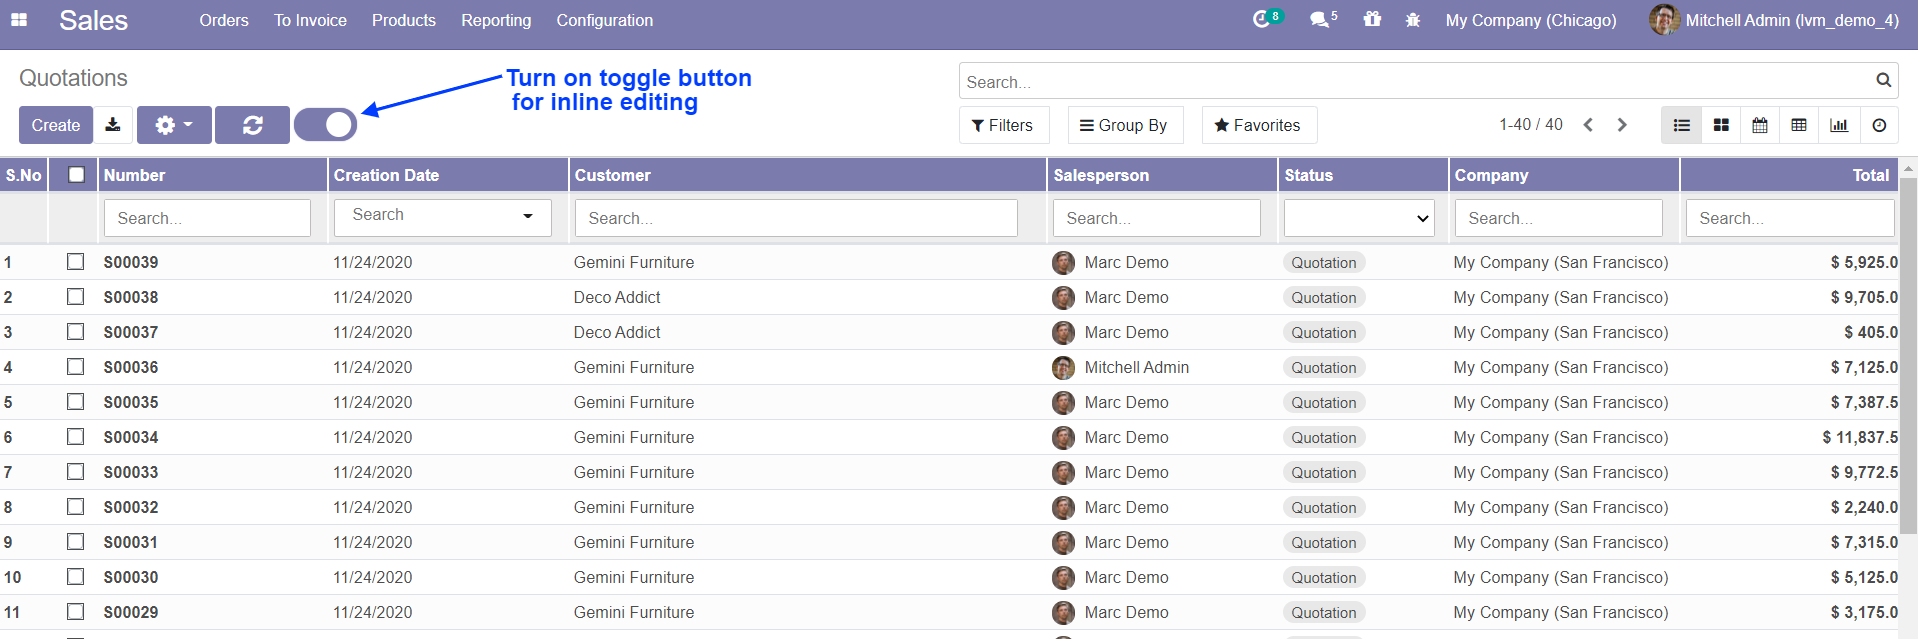 Sales Orders To Invoice Products Reporting Configuration 8 5 My Company (Chicago) Mitchell Admin (lvm_demo_4)
Quotations
Turn on toggle button
for inline editing
Search...
Create
Filters Group By Favorites 1-40 / 40
S.No Number Creation Date Customer Salesperson Status Company Total
Search... Search Search... Search... Search... Search...
1 S00039 11/24/2020 Gemini Furniture Marc Demo Quotation My Company (San Francisco) $ 5,925.0
2 S00038 11/24/2020 Deco Addict Marc Demo Quotation My Company (San Francisco) $ 9,705.0
3 S00037 11/24/2020 Deco Addict Marc Demo Quotation My Company (San Francisco) $ 405.0
4 S00036 11/24/2020 Gemini Furniture Mitchell Admin Quotation My Company (San Francisco) $ 7,125.0
5 S00035 11/24/2020 Gemini Furniture Marc Demo Quotation My Company (San Francisco) $ 7,387.5
6 S00034 11/24/2020 Gemini Furniture Marc Demo Quotation My Company (San Francisco) $ 11,837.5
7 S00033 11/24/2020 Gemini Furniture Marc Demo Quotation My Company (San Francisco) $ 9,772.5
8 S00032 11/24/2020 Gemini Furniture Marc Demo Quotation My Company (San Francisco) $ 2,240.0
9 S00031 11/24/2020 Gemini Furniture Marc Demo Quotation My Company (San Francisco) $ 7,315.0
10 S00030 11/24/2020 Gemini Furniture Marc Demo Quotation My Company (San Francisco) $ 5,125.0
11 S00029 11/24/2020 Gemini Furniture Marc Demo Quotation My Company (San Francisco) $ 3,175.0